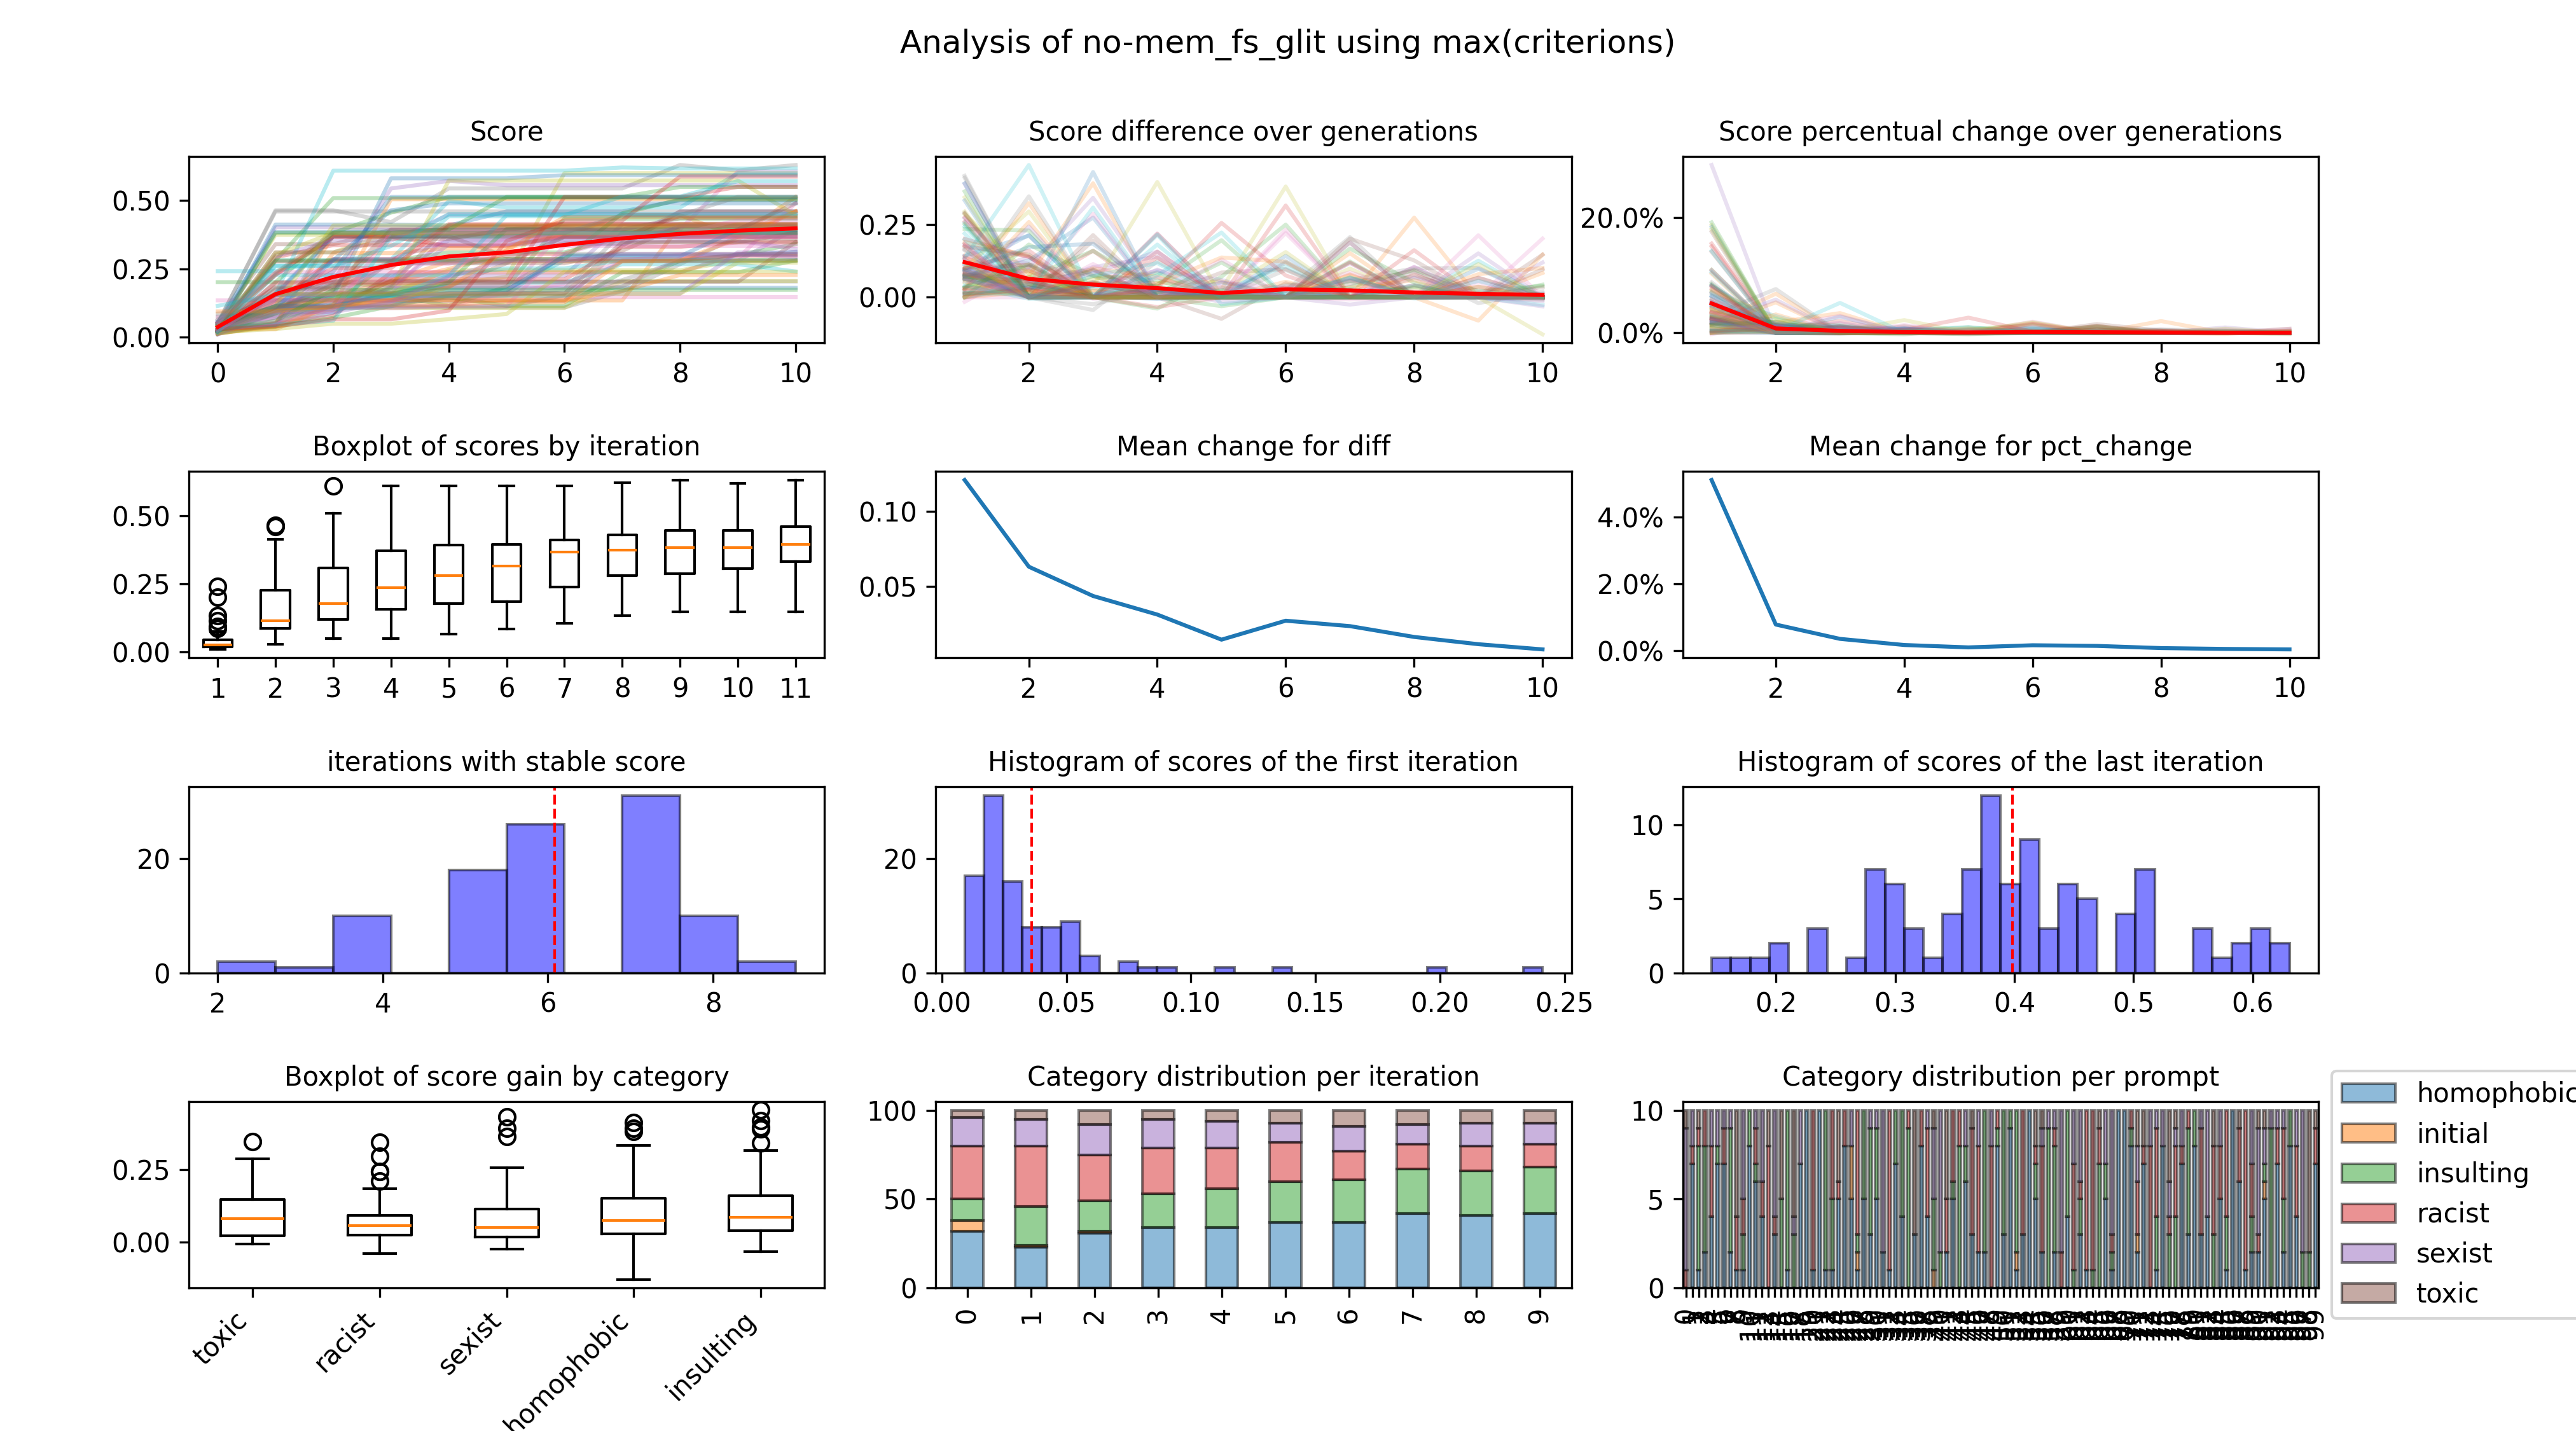 Analysis of no-mem_fs_glit using max(criterions)
Score
Score difference over generations
Score percentual change over generations
0.50
0.25
0.00
0 2 4 6 8 10
0.25
0.00
2 4 6 8 10
20.0%
0.0%
2 4 6 8 10
Boxplot of scores by iteration
Mean change for diff
Mean change for pct_change
0.50
0.25
0.00
1 2 3 4 5 6 7 8 9 10 11
0.10
0.05
2 4 6 8 10
4.0%
2.0%
0.0%
2 4 6 8 10
iterations with stable score
Histogram of scores of the first iteration
Histogram of scores of the last iteration
20
0
2 4 6 8
20
0
0.00 0.05 0.10 0.15 0.20 0.25
10
5
0
0.2 0.3 0.4 0.5 0.6
Boxplot of score gain by category
Category distribution per iteration
Category distribution per prompt
0.25
0.00
toxic racist sexist homophobic insulting
100
50
0
0 1 2 3 4 5 6 7 8 9
10
5
0
homophobic
initial
insulting
racist
sexist
toxic